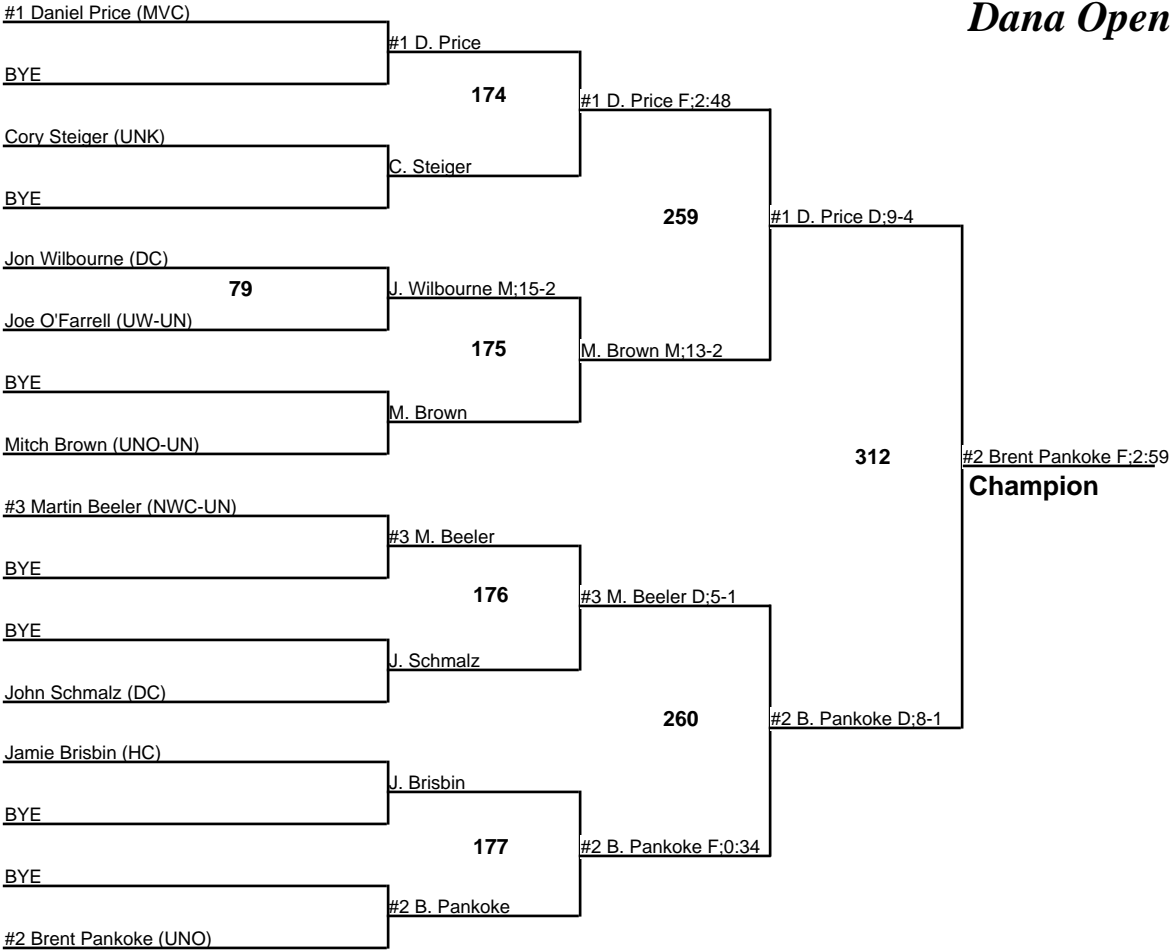 Dana Open
#1 Daniel Price (MVC)
BYE
Cory Steiger (UNK)
BYE
Jon Wilbourne (DC)
79
Joe O'Farrell (UW-UN)
BYE
Mitch Brown (UNO-UN)
#3 Martin Beeler (NWC-UN)
BYE
BYE
John Schmalz (DC)
Jamie Brisbin (HC)
BYE
BYE
#2 Brent Pankoke (UNO)
#1 D. Price
174
C. Steiger
J. Wilbourne M;15-2
175
M. Brown
#3 M. Beeler
176
J. Schmalz
J. Brisbin
177
#2 B. Pankoke
#1 D. Price F;2:48
259
M. Brown M;13-2
#3 M. Beeler D;5-1
260
#2 B. Pankoke F;0:34
#1 D. Price D;9-4
312
#2 B. Pankoke D;8-1
#2 Brent Pankoke F;2:59
Champion